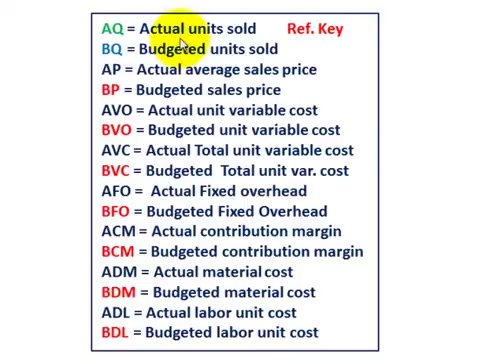 AQ = Actual units sold Ref. Key
BQ = Budgeted units sold
AP = Actual average sales price
BP = Budgeted sales price
AVO = Actual unit variable cost
BVO = Budgeted unit variable cost
AVC = Actual Total unit variable cost
BVC = Budgeted Total unit var. cost
AFO = Actual Fixed overhead
BFO = Budgeted Fixed Overhead
ACM = Actual contribution margin
BCM = Budgeted contribution margin
ADM = Actual material cost
BDM = Budgeted material cost
ADL = Actual labor unit cost
BDL = Budgeted labor unit cost